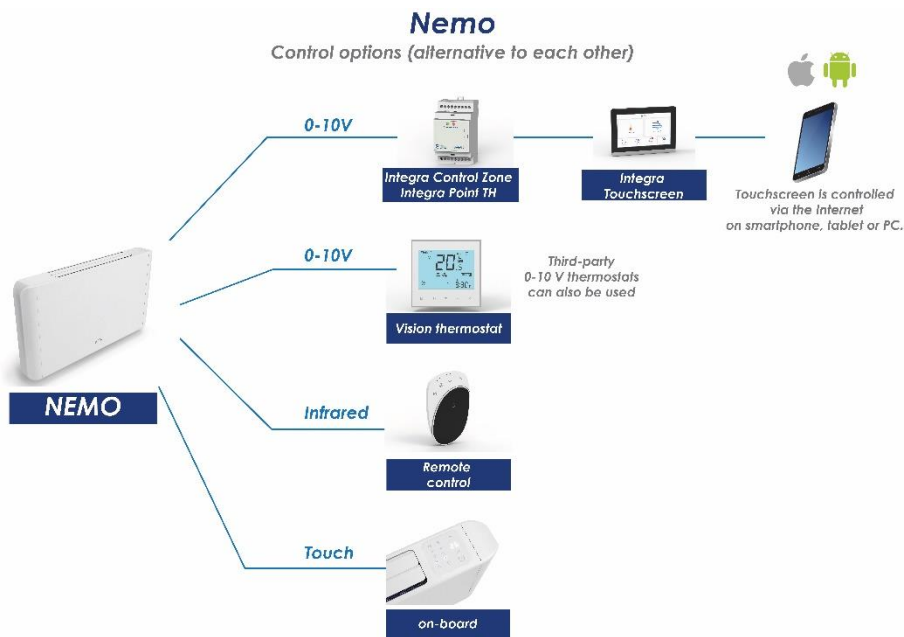 Nemo
Control options (alternative to each other)
0-10V
Integra Control Zone
Integra Point TH
Integra
Touchscreen
Touchscreen is controlled
via the Internet
on smartphone, tablet or PC.
0-10V
Third-party
0-10 V thermostats
can also be used
Vision thermostat
NEMO
Infrared
Remote
control
Touch
on-board